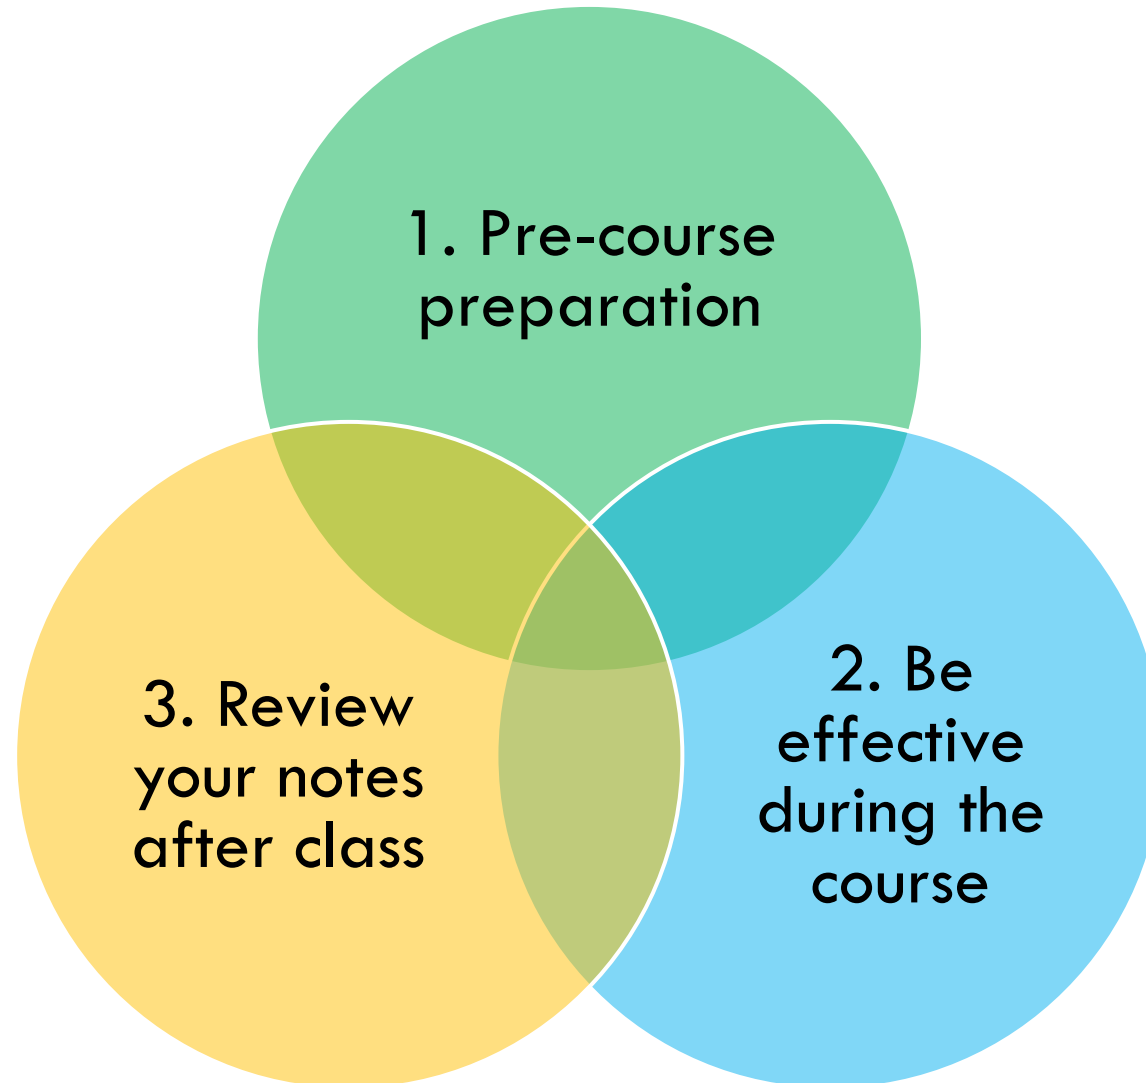 1. Pre-course
preparation
2. Be
effective
during the
course
3. Review
your notes
after class